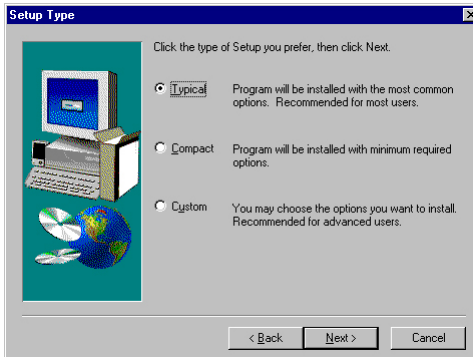 Setup Type
Click the type of Setup you prefer, then click Next.
Typical
Program will be installed with the most common
options. Recommended for most users.
Compact
Program will be installed with minimum required
options.
Custom
You may choose the options you want to install.
Recommended for advanced users.
< Back
Next >
Cancel